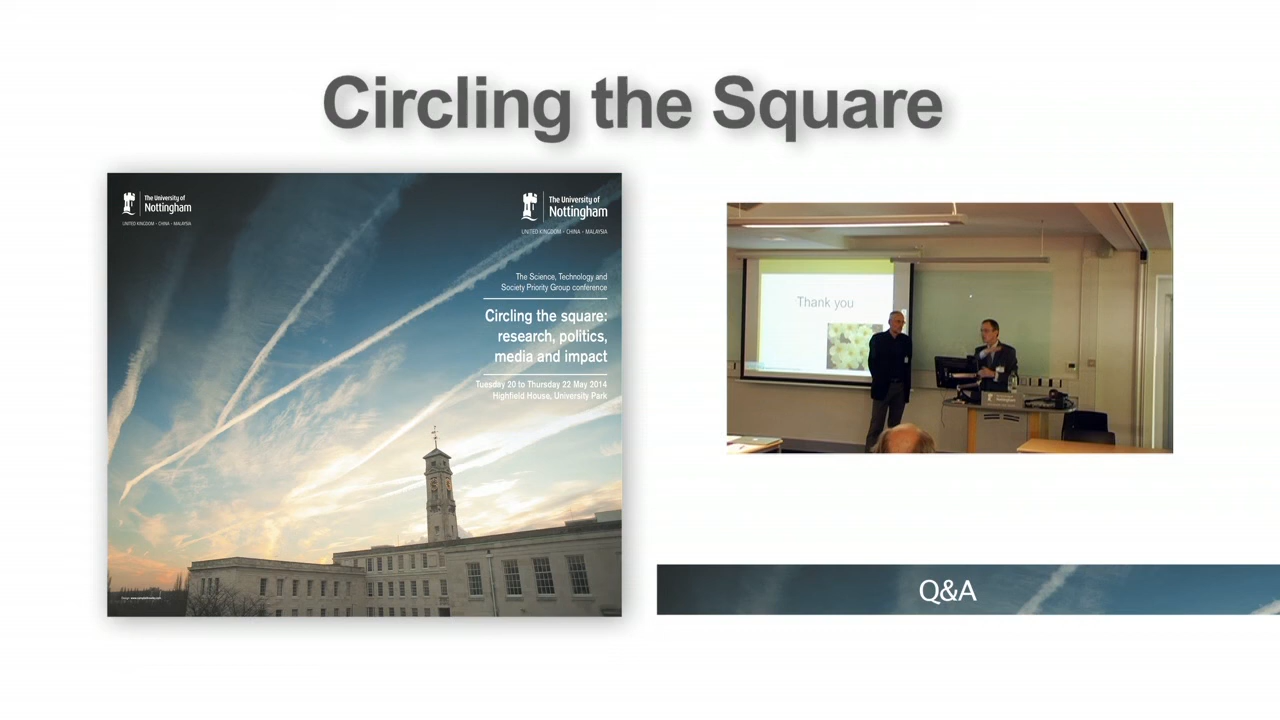 Circling the Square
The University of
Nottingham
UNITED KINGDOM · CHINA · MALAYSIA
The University of
Nottingham
UNITED KINGDOM · CHINA · MALAYSIA
The Science, Technology and
Society Priority Group conference
Circling the square:
research, politics,
media and impact
Tuesday 20 to Thursday 22 May 2014
Highfield House, University Park
Thank you
Nottingham
Q&A